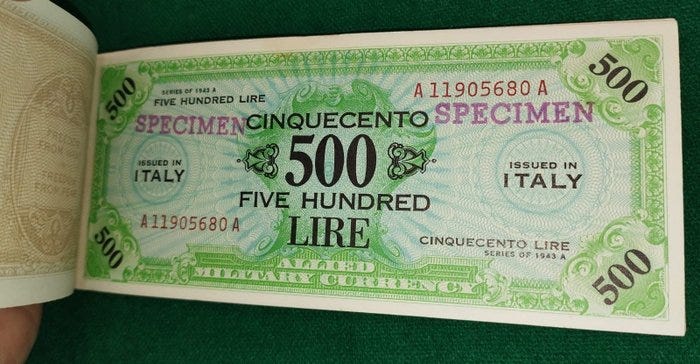 500
500
SERIES OF 1943 A
FIVE HUNDRED LIRE
A 11905680 A
SPECIMEN
CINQUECENTO
SPECIMEN
500
ISSUED IN
ITALY
ISSUED IN
ITALY
FIVE HUNDRED
A 11905680 A
LIRE
CINQUECENTO LIRE
SERIES OF 1943 A
500
500
ALLIED
MILITARY CURRENCY